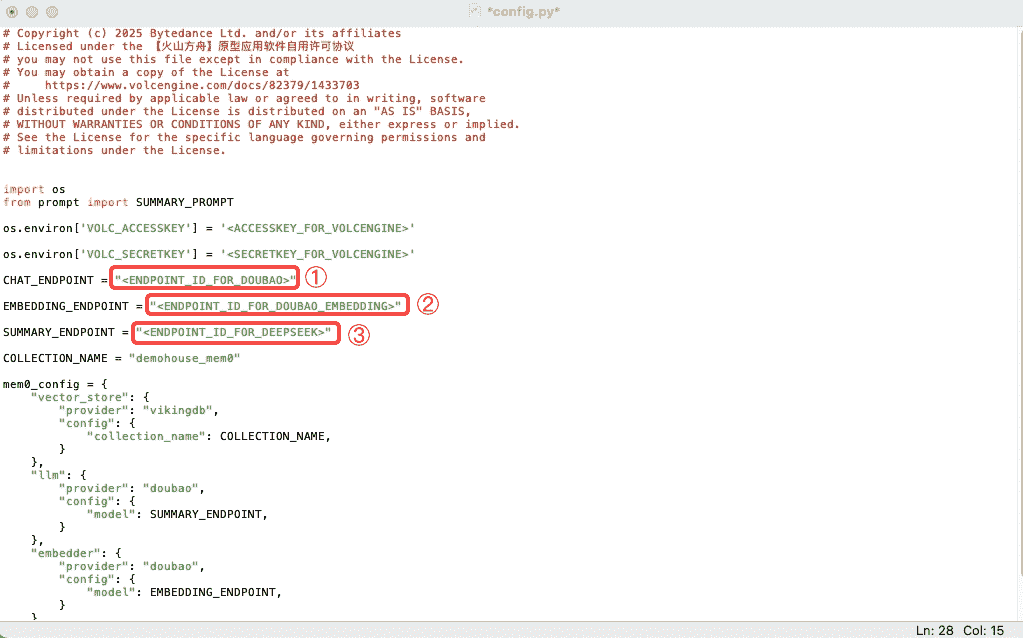 *config.py*
# Copyright (c) 2025 Bytedance Ltd. and/or its affiliates
# Licensed under the 【火山方舟】原型应用软件自用许可协议
# you may not use this file except in compliance with the License.
# You may obtain a copy of the License at
#     https://www.volcengine.com/docs/82379/1433703
# Unless required by applicable law or agreed to in writing, software
# distributed under the License is distributed on an "AS IS" BASIS,
# WITHOUT WARRANTIES OR CONDITIONS OF ANY KIND, either express or implied.
# See the License for the specific language governing permissions and
# limitations under the License.
import os
from prompt import SUMMARY_PROMPT
os.environ['VOLC_ACCESSKEY'] = '<ACCESSKEY_FOR_VOLCENGINE>'
os.environ['VOLC_SECRETKEY'] = '<SECRETKEY_FOR_VOLCENGINE>'
CHAT_ENDPOINT = "<ENDPOINT_ID_FOR_DOUBAO>" ①
EMBEDDING_ENDPOINT = "<ENDPOINT_ID_FOR_DOUBAO_EMBEDDING>" ②
SUMMARY_ENDPOINT = "<ENDPOINT_ID_FOR_DEEPSEEK>" ③
COLLECTION_NAME = "demohouse_mem0"
mem0_config = {
    "vector_store": {
        "provider": "vikingdb",
        "config": {
            "collection_name": COLLECTION_NAME,
        }
    },
    "llm": {
        "provider": "doubao",
        "config": {
            "model": SUMMARY_ENDPOINT,
        }
    },
    "embedder": {
        "provider": "doubao",
        "config": {
            "model": EMBEDDING_ENDPOINT,
        }
    }
Ln: 28 Col: 15